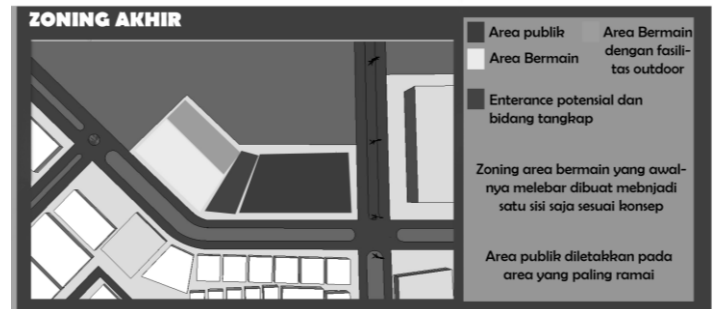 ZONING AKHIR
Area publik
Area Bermain
Area Bermain
dengan fasili-
tas outdoor
Enterance potensial dan
bidang tangkap
Zoning area bermain yang awal-
nya melebar dibuat mebnjadi
satu sisi saja sesuai konsep
Area publik diletakkan pada
area yang paling ramai